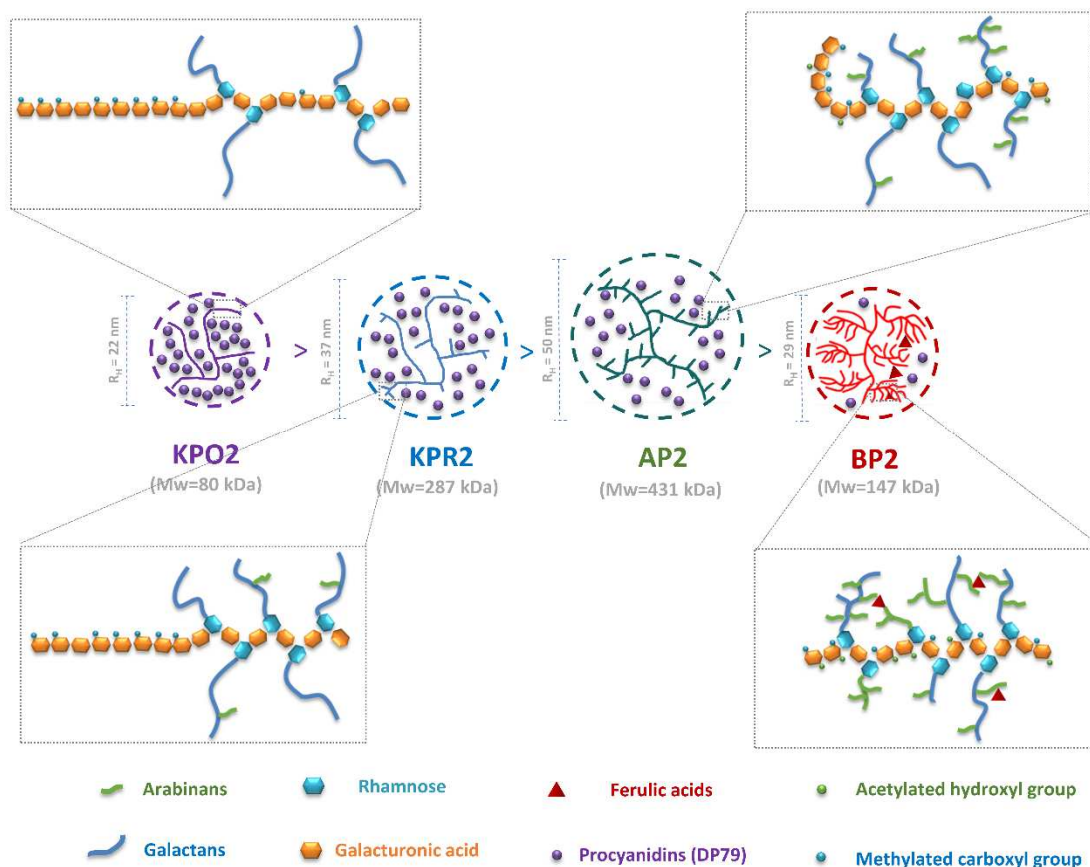 R_H = 22 nm
>
R_H = 37 nm
>
R_H = 50 nm
>
R_H = 29 nm
KPO2
(Mw=80 kDa)
KPR2
(Mw=287 kDa)
AP2
(Mw=431 kDa)
BP2
(Mw=147 kDa)
Arabinans
Rhamnose
Ferulic acids
Acetylated hydroxyl group
Galactans
Galacturonic acid
Procyanidins (DP79)
Methylated carboxyl group